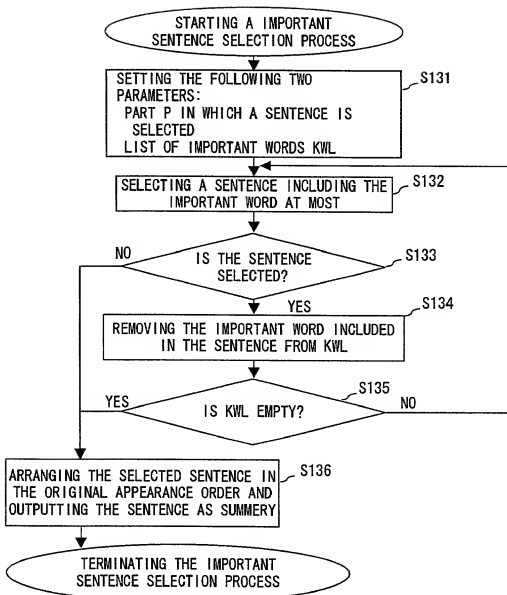 STARTING A IMPORTANT
SENTENCE SELECTION PROCESS
SETTING THE FOLLOWING TWO
PARAMETERS:
PART P IN WHICH A SENTENCE IS
SELECTED
LIST OF IMPORTANT WORDS KWL
S131
SELECTING A SENTENCE INCLUDING THE
IMPORTANT WORD AT MOST
S132
NO
IS THE SENTENCE
SELECTED?
S133
YES
S134
REMOVING THE IMPORTANT WORD INCLUDED
IN THE SENTENCE FROM KWL
S135
YES
IS KWL EMPTY?
NO
ARRANGING THE SELECTED SENTENCE IN
THE ORIGINAL APPEARANCE ORDER AND
OUTPUTTING THE SENTENCE AS SUMMERY
S136
TERMINATING THE IMPORTANT
SENTENCE SELECTION PROCESS